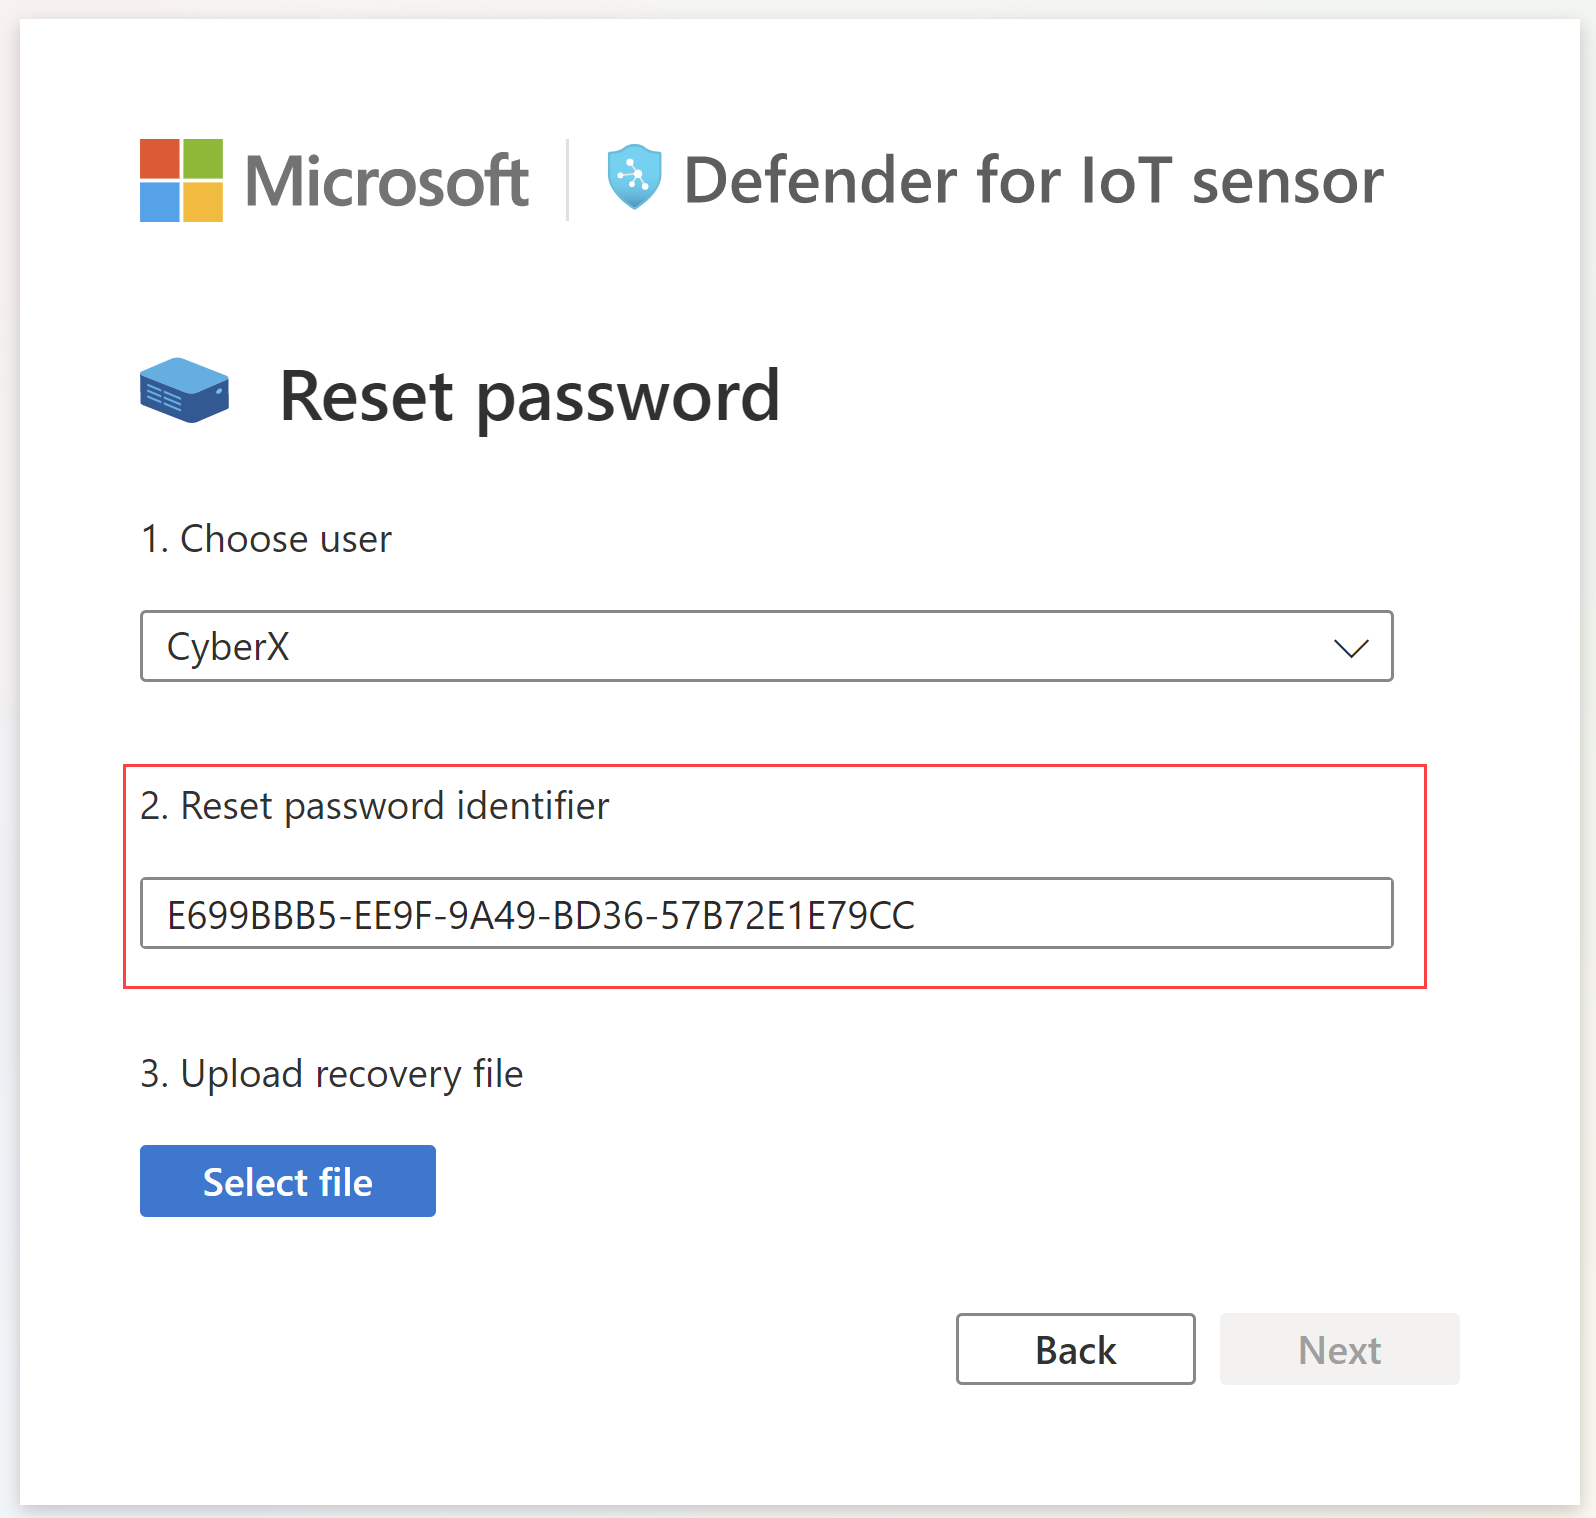 Microsoft Defender for IoT sensor
Reset password
1. Choose user
CyberX
2. Reset password identifier
E699BBB5-EE9F-9A49-BD36-57B72E1E79CC
3. Upload recovery file
Select file
Back Next